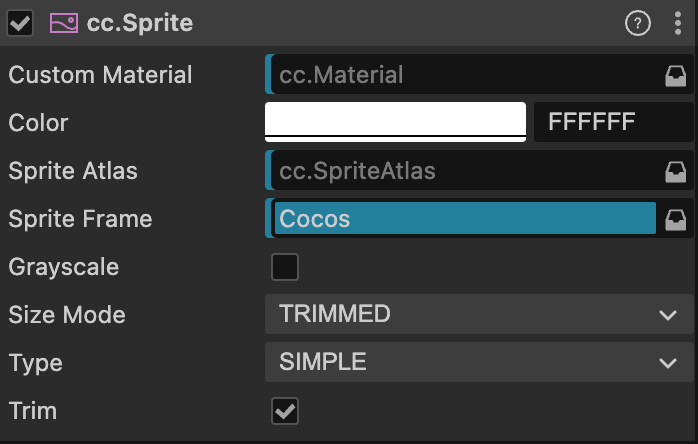 cc.Sprite ?
Custom Material cc.Material
Color FFFFFF
Sprite Atlas cc.SpriteAtlas
Sprite Frame Cocos
Grayscale
Size Mode TRIMMED
Type SIMPLE
Trim